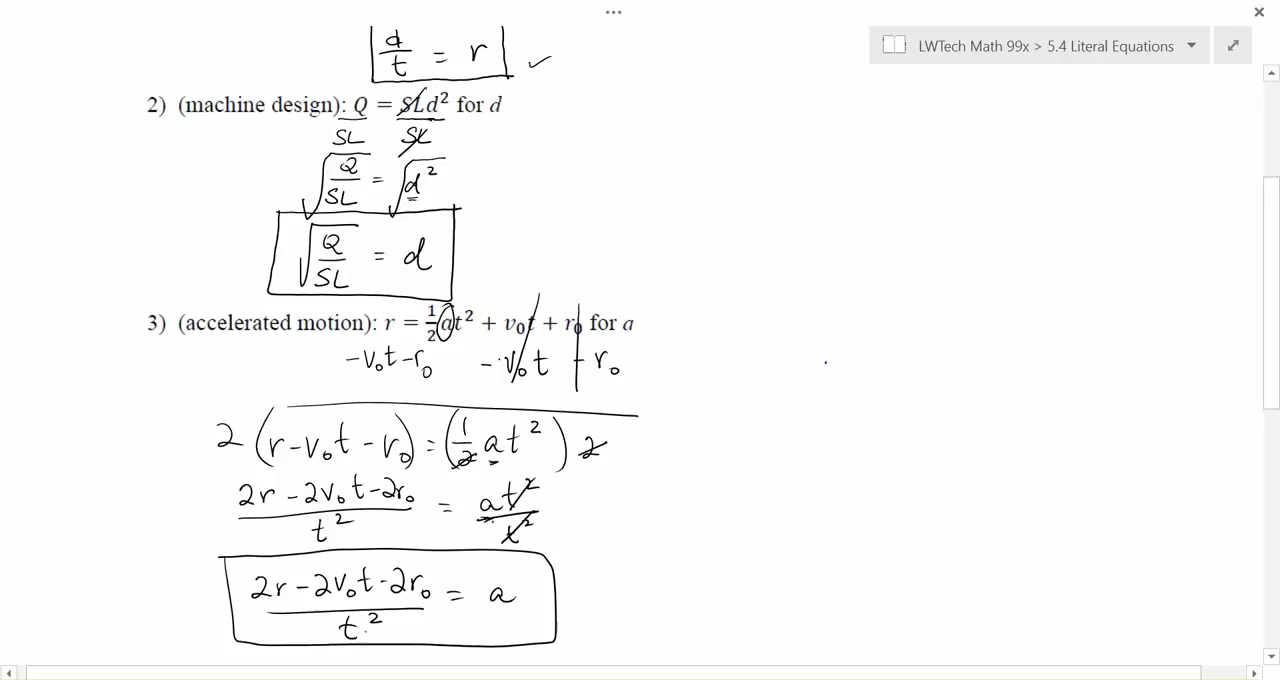 ...
LWTech Math 99x > 5.4 Literal Equations
d/t = r ✓
2) (machine design): Q = SLd² for d
SL SL
√(Q/SL) = √(d²)
√(Q/SL) = d
3) (accelerated motion): r = ½at² + v₀t + r₀ for a
-v₀t - r₀ - v₀t - r₀
2(r - v₀t - r₀) = (½ at²) 2
(2r - 2v₀t - 2r₀)/t² = at²/t²
(2r - 2v₀t - 2r₀)/t² = a